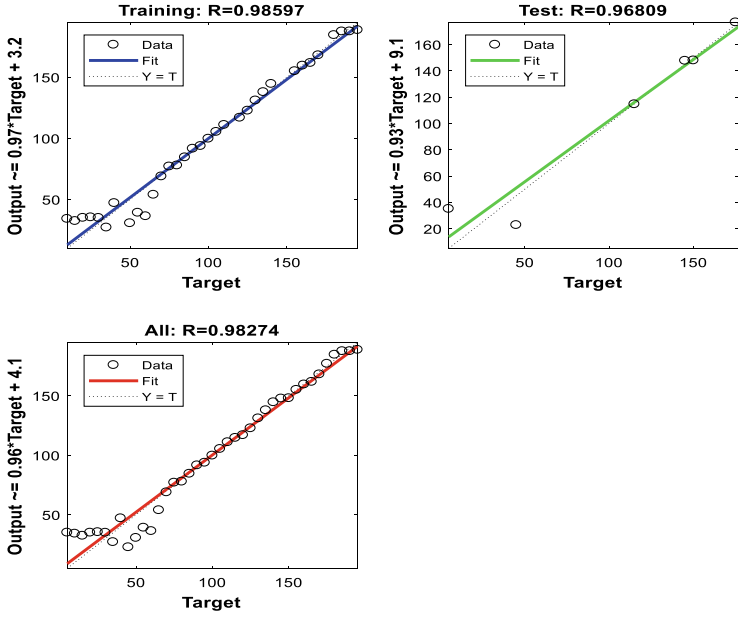 Training: R=0.98597
Output ~= 0.97*Target + 3.2
150
100
50
Data
Fit
Y = T
50
100
150
Target
Test: R=0.96809
Output ~= 0.93*Target + 9.1
160
140
120
100
80
60
40
20
Data
Fit
Y = T
50
100
150
Target
All: R=0.98274
Output ~= 0.96*Target + 4.1
150
100
50
Data
Fit
Y = T
50
100
150
Target